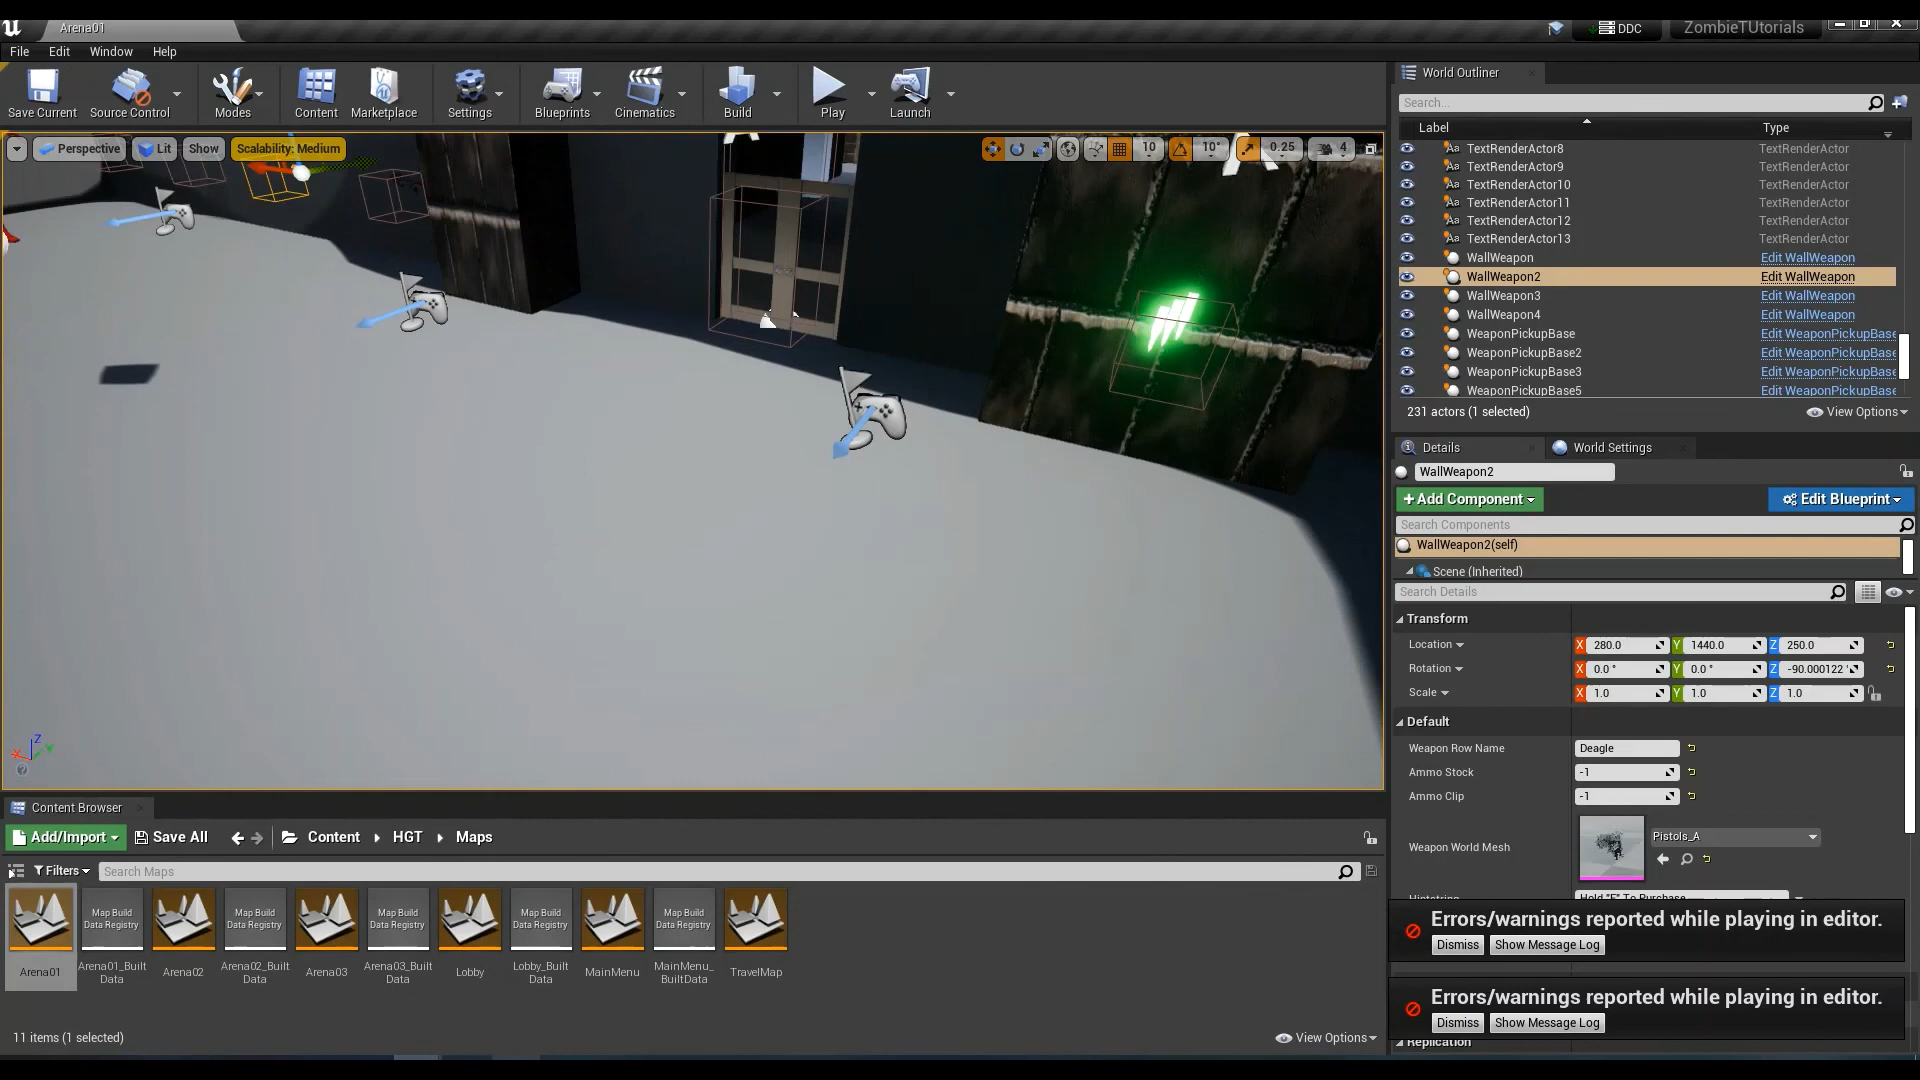 Arena01
DDC
ZombieTUtorials
File
Edit
Window
Help
Save Current
Source Control
Modes
Content
Marketplace
Settings
Blueprints
Cinematics
Build
Play
Launch
Perspective
Lit
Show
Scalability: Medium
10
10°
0.25
4
X
Y
Z
World Outliner
Search...
Label
Type
TextRenderActor8
TextRenderActor
TextRenderActor9
TextRenderActor
TextRenderActor10
TextRenderActor
TextRenderActor11
TextRenderActor
TextRenderActor12
TextRenderActor
TextRenderActor13
TextRenderActor
WallWeapon
Edit WallWeapon
WallWeapon2
Edit WallWeapon
WallWeapon3
Edit WallWeapon
WallWeapon4
Edit WallWeapon
WeaponPickupBase
Edit WeaponPickupBase
WeaponPickupBase2
Edit WeaponPickupBase
WeaponPickupBase3
Edit WeaponPickupBase
WeaponPickupBase5
Edit WeaponPickupBase
231 actors (1 selected)
View Options
Details
World Settings
WallWeapon2
+Add Component
Edit Blueprint
Search Components
WallWeapon2(self)
Scene (Inherited)
Search Details
Transform
Location
X 280.0
Y 1440.0
Z 250.0
Rotation
X 0.0 °
Y 0.0 °
Z -90.000122 °
Scale
X 1.0
Y 1.0
Z 1.0
Default
Weapon Row Name
Deagle
Ammo Stock
-1
Ammo Clip
-1
Weapon World Mesh
Pistols_A
Hintstring
Hold "F" To Purchase
Errors/warnings reported while playing in editor.
Dismiss
Show Message Log
Errors/warnings reported while playing in editor.
Dismiss
Show Message Log
Replication
Content Browser
Add/Import
Save All
Content
HGT
Maps
Filters
Search Maps
Arena01
Map Build
Data Registry
Arena01_Built
Data
Arena02
Map Build
Data Registry
Arena02_Built
Data
Arena03
Map Build
Data Registry
Arena03_Built
Data
Lobby
Map Build
Data Registry
Lobby_Built
Data
MainMenu
Map Build
Data Registry
MainMenu_
BuiltData
TravelMap
11 items (1 selected)
View Options